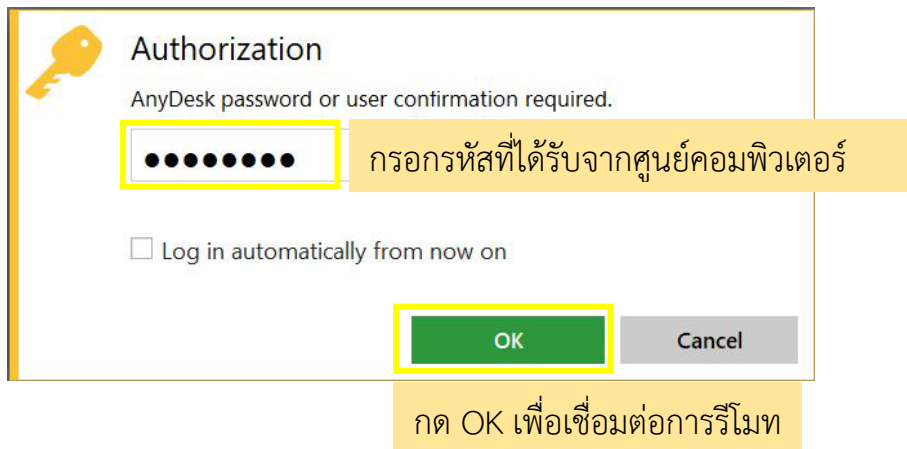 Authorization
AnyDesk password or user confirmation required.
●●●●●●●●
กรอกรหัสที่ได้รับจากศูนย์คอมพิวเตอร์
Log in automatically from now on
OK
Cancel
กด OK เพื่อเชื่อมต่อการรีโมท